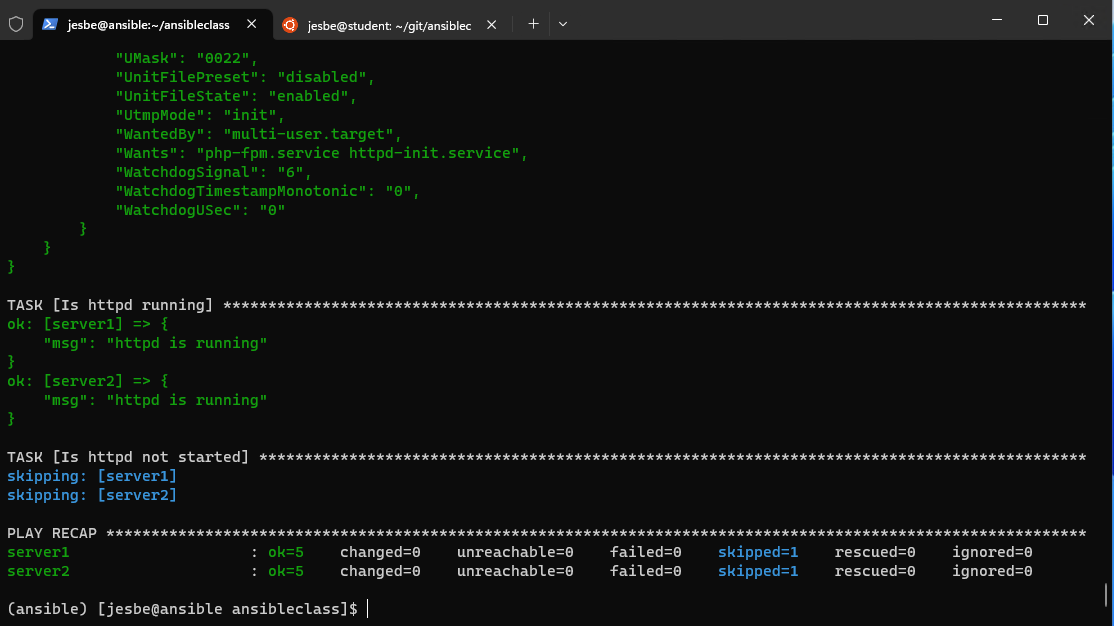 jesbe@ansible:~/ansibleclass
jesbe@student: ~/git/ansiblec
            "UMask": "0022",
            "UnitFilePreset": "disabled",
            "UnitFileState": "enabled",
            "UtmpMode": "init",
            "WantedBy": "multi-user.target",
            "Wants": "php-fpm.service httpd-init.service",
            "WatchdogSignal": "6",
            "WatchdogTimestampMonotonic": "0",
            "WatchdogUSec": "0"
        }
    }
}
TASK [Is httpd running] ************************************************************************************************
ok: [server1] => {
    "msg": "httpd is running"
}
ok: [server2] => {
    "msg": "httpd is running"
}
TASK [Is httpd not started] ********************************************************************************************
skipping: [server1]
skipping: [server2]
PLAY RECAP *************************************************************************************************************
server1                    : ok=5    changed=0    unreachable=0    failed=0    skipped=1    rescued=0    ignored=0
server2                    : ok=5    changed=0    unreachable=0    failed=0    skipped=1    rescued=0    ignored=0
(ansible) [jesbe@ansible ansibleclass]$